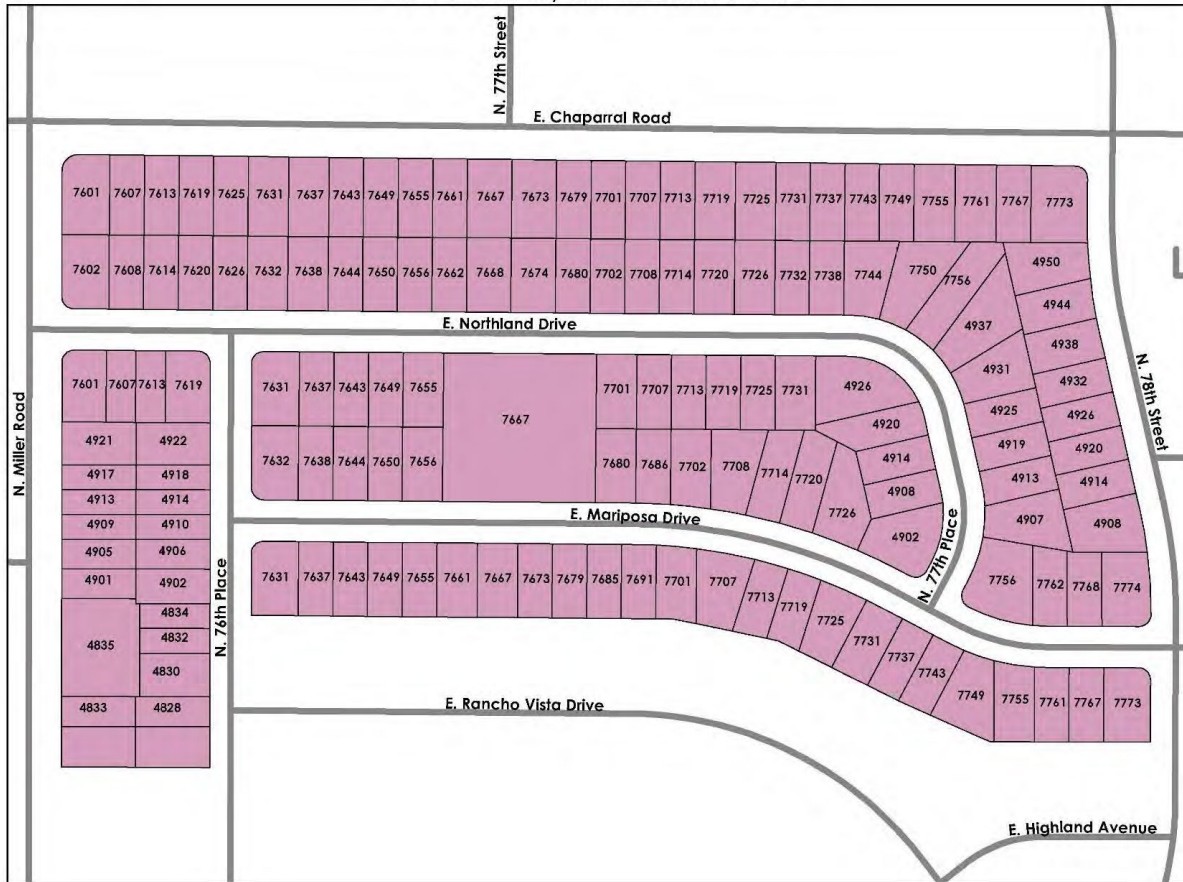 N. 77th Street
E. Chaparral Road
7601 7607 7613 7619 7625 7631 7637 7643 7649 7655 7661 7667 7673 7679 7701 7707 7713 7719 7725 7731 7737 7743 7749 7755 7761 7767 7773
7602 7608 7614 7620 7626 7632 7638 7644 7650 7656 7662 7668 7674 7680 7702 7708 7714 7720 7726 7732 7738 7744 7750 7756 4950
4944
4937
4938
4931
4932
4925
4926
4919
4920
4913
4914
4907
4908
E. Northland Drive
N. Miller Road
N. 78th Street
7601 7607 7613 7619
4921 4922
4917 4918
4913 4914
4909 4910
4905 4906
4901 4902
4834
4835
4832
4830
4833 4828
N. 76th Place
7631 7637 7643 7649 7655 7667 7701 7707 7713 7719 7725 7731 4926
4920
4914
4908
4902
7632 7638 7644 7650 7656 7680 7686 7702 7708 7714 7720 7726
E. Mariposa Drive
N. 77th Place
7756 7762 7768 7774
7631 7637 7643 7649 7655 7661 7667 7673 7679 7685 7691 7701 7707 7713 7719 7725 7731 7737 7743 7749 7755 7761 7767 7773
E. Rancho Vista Drive
E. Highland Avenue